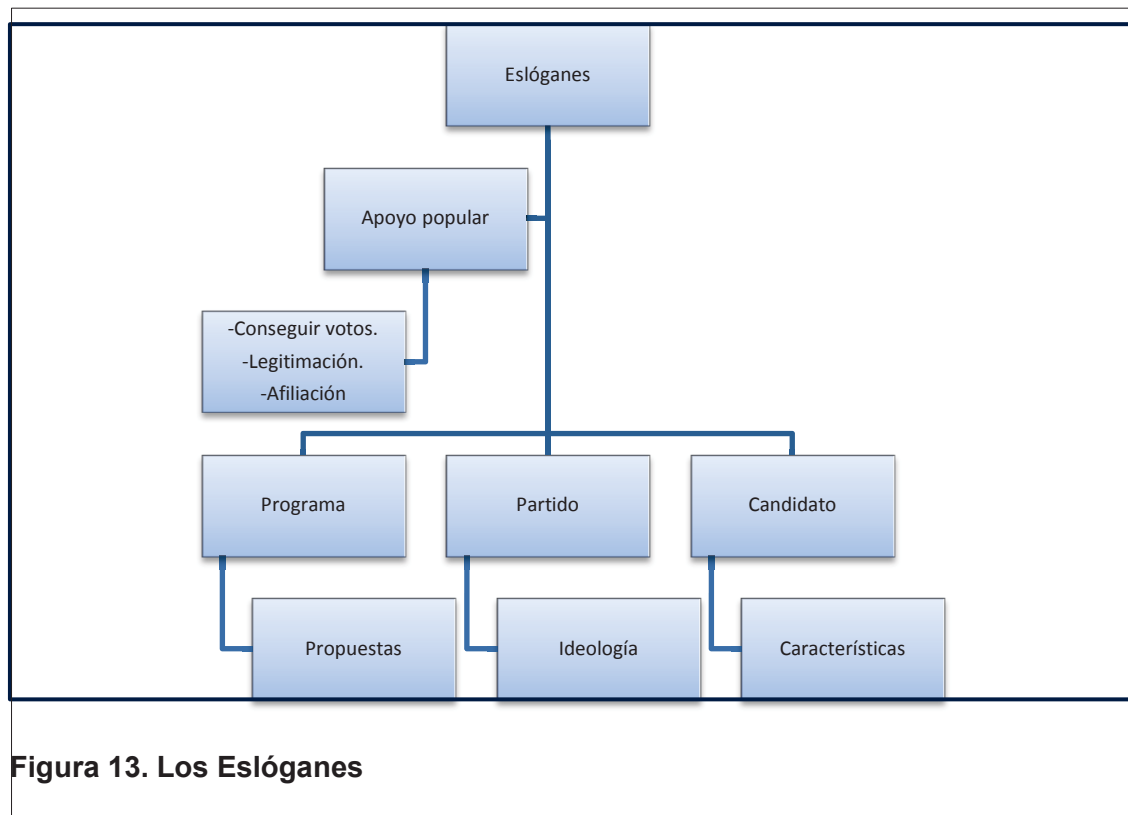 Eslóganes
Apoyo popular
-Conseguir votos.
-Legitimación.
-Afiliación
Programa
Partido
Candidato
Propuestas
Ideología
Características
Figura 13. Los Eslóganes